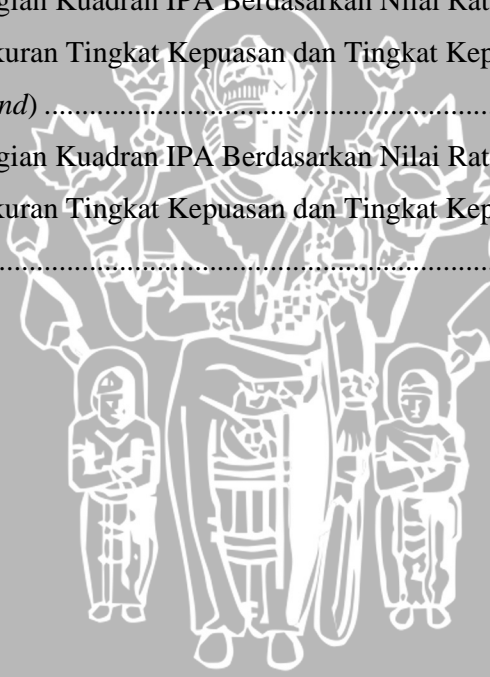 gian Kuadran IPA Berdasarkan Nilai Rat
kuran Tingkat Kepuasan dan Tingkat Kep
nd) ................................................................
gian Kuadran IPA Berdasarkan Nilai Rat
kuran Tingkat Kepuasan dan Tingkat Kep
........................................................................